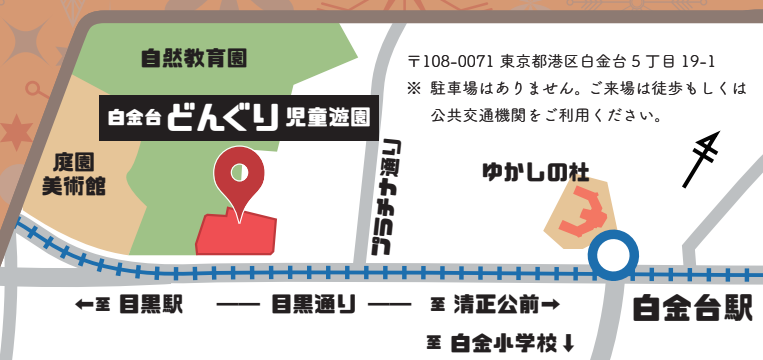 自然教育園
白金台どんぐり児童遊園
庭園
美術館
〒108-0071 東京都港区白金台５丁目19-1
※ 駐車場はありません。ご来場は徒歩もしくは
公共交通機関をご利用ください。
プラチナ通り
ゆかしの杜
←至 目黒駅
目黒通り
至 清正公前→
白金台駅
至 白金小学校↓